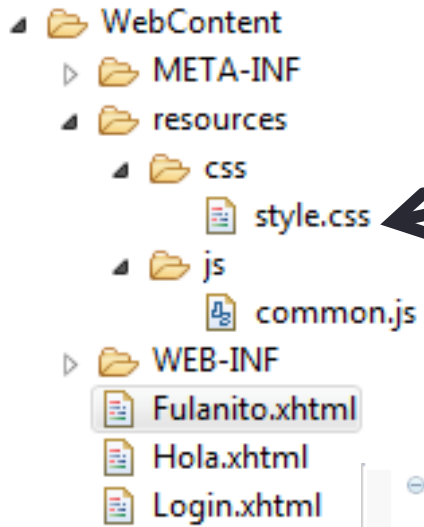 WebContent
META-INF
resources
css
style.css
js
common.js
WEB-INF
Fulanito.xhtml
Hola.xhtml
Login.xhtml